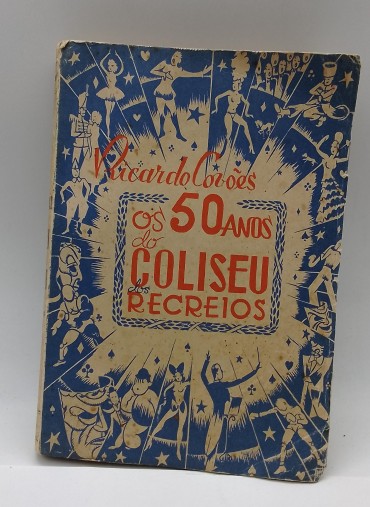 Ricardo Covões
OS 50 ANOS
do
COLISEU
dos
RECREIOS